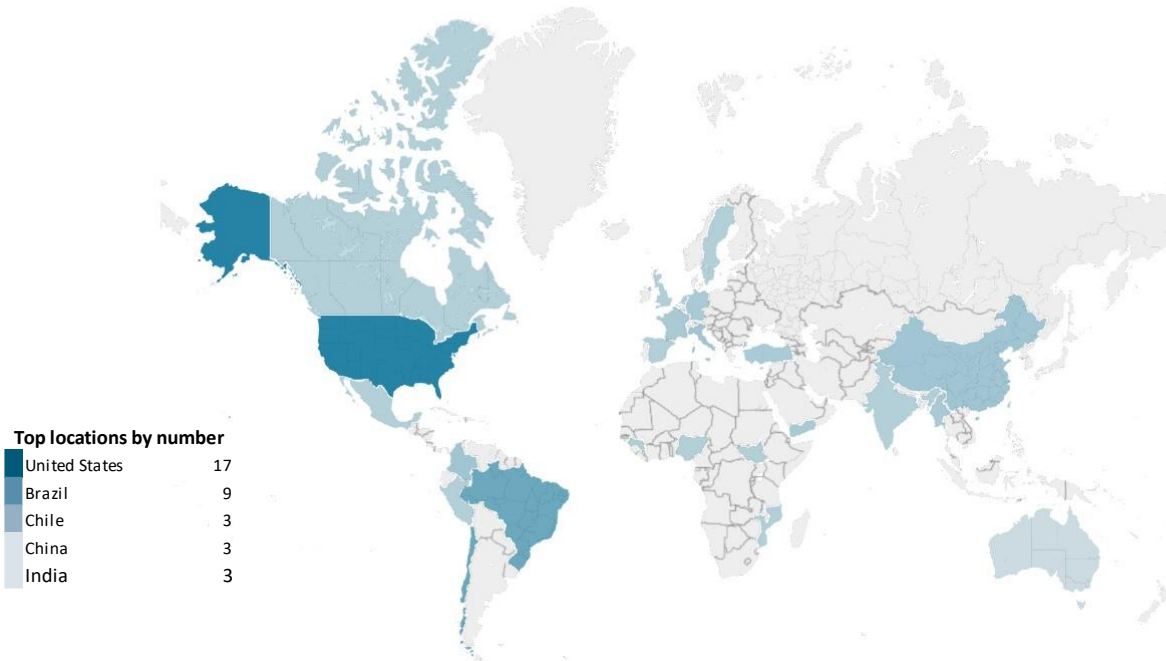 Top locations by number
United States 17
Brazil 9
Chile 3
China 3
India 3